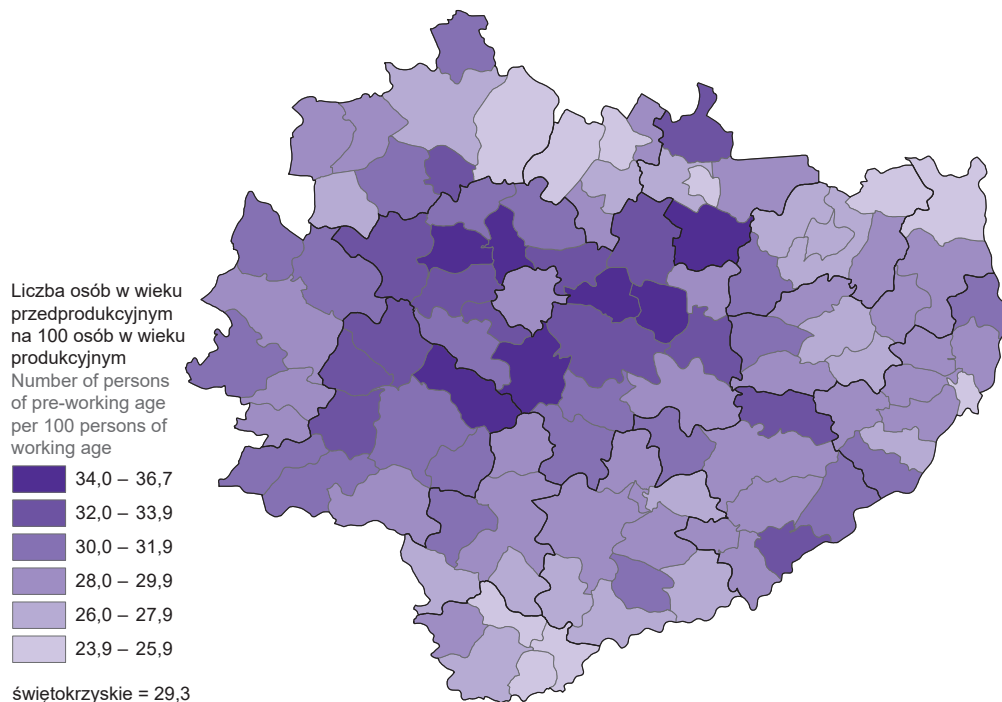 Liczba osób w wieku
przedprodukcyjnym
na 100 osób w wieku
produkcyjnym
Number of persons
of pre-working age
per 100 persons of
working age
34,0 – 36,7
32,0 – 33,9
30,0 – 31,9
28,0 – 29,9
26,0 – 27,9
23,9 – 25,9
świętokrzyskie = 29,3